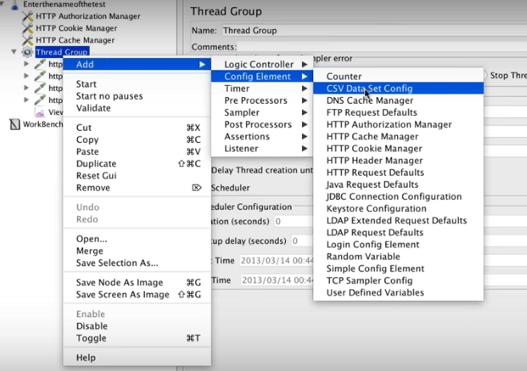 Enterthenameofthetest
HTTP Authorization Manager
HTTP Cookie Manager
HTTP Cache Manager
Thread Group
http
http
http
http
View
WorkBench
Add
Start
Start no pauses
Validate
Cut ⌘X
Copy ⌘C
Paste ⌘V
Duplicate ⇧⌘C
Reset Gui
Remove ⌦
Undo
Redo
Open...
Merge
Save Selection As...
Save Node As Image ⌘G
Save Screen As Image ⇧⌘G
Enable
Disable
Toggle ⌘T
Help
Logic Controller
Config Element
Timer
Pre Processors
Sampler
Post Processors
Assertions
Listener
Counter
CSV Data Set Config
DNS Cache Manager
FTP Request Defaults
HTTP Authorization Manager
HTTP Cache Manager
HTTP Cookie Manager
HTTP Header Manager
HTTP Request Defaults
Java Request Defaults
JDBC Connection Configuration
Keystore Configuration
LDAP Extended Request Defaults
LDAP Request Defaults
Login Config Element
Random Variable
Simple Config Element
TCP Sampler Config
User Defined Variables
Thread Group
Name: Thread Group
Comments:
mpler error
Stop Thre
Delay Thread creation unt
Scheduler
eduler Configuration
ation (seconds) 0
tup delay (seconds) 0
Time 2013/03/14 00:44
Time 2013/03/14 00:44